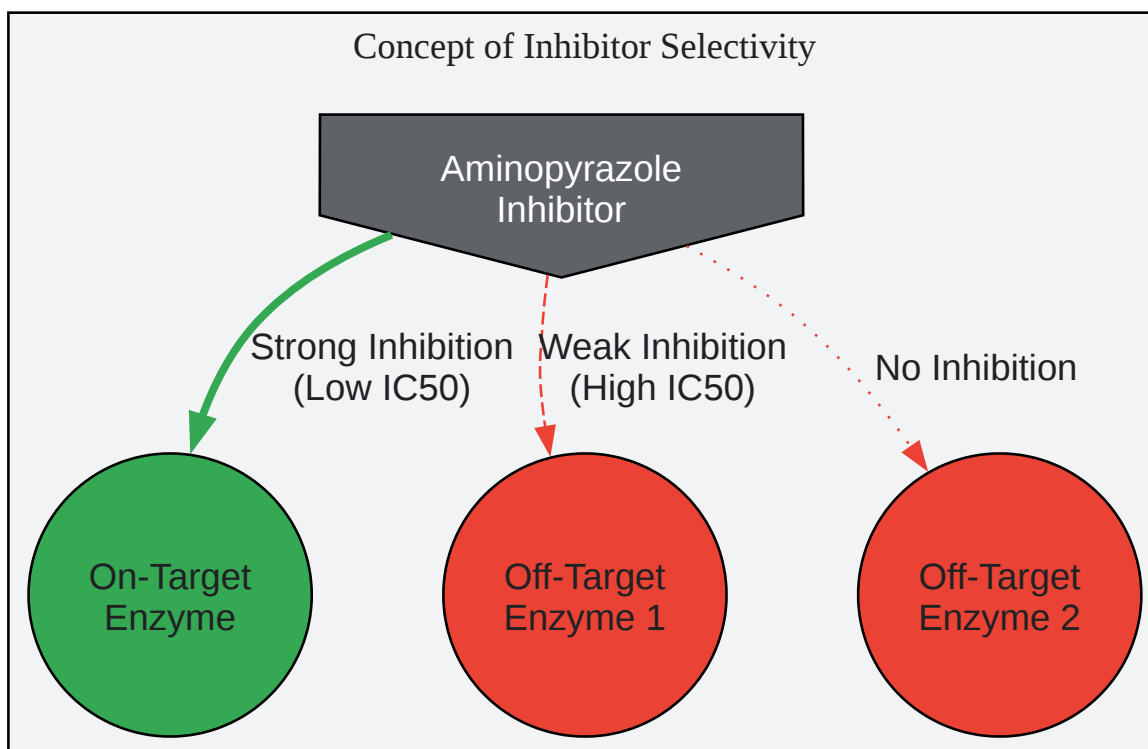 Concept of Inhibitor Selectivity
Aminopyrazole
Inhibitor
Strong Inhibition
(Low IC50)
Weak Inhibition
(High IC50)
No Inhibition
On-Target
Enzyme
Off-Target
Enzyme 1
Off-Target
Enzyme 2